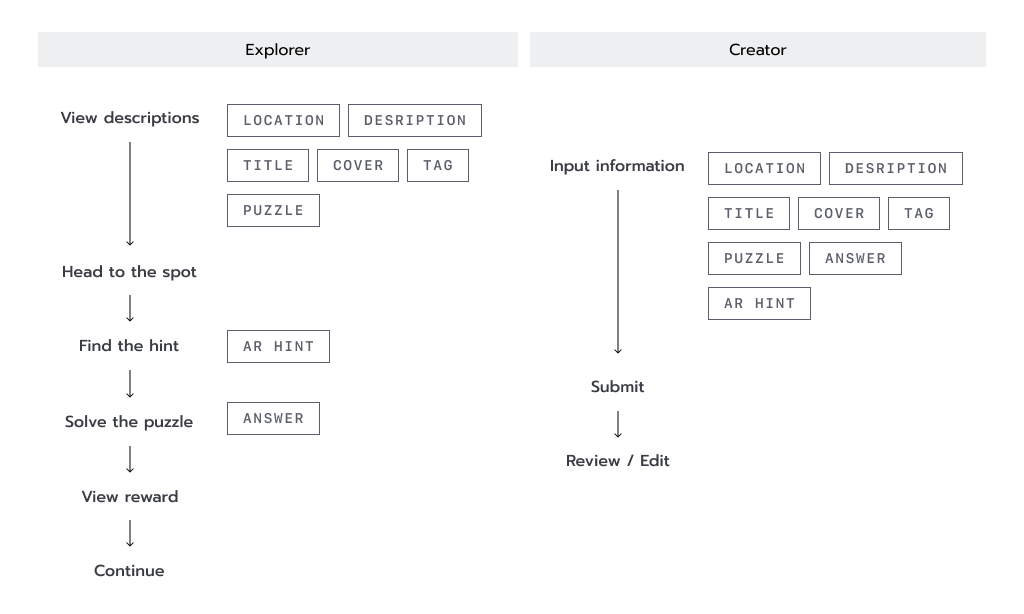 Explorer
View descriptions
LOCATION DESRIPTION
TITLE COVER TAG
PUZZLE
Head to the spot
Find the hint
AR HINT
Solve the puzzle
ANSWER
View reward
Continue
Creator
Input information
LOCATION DESRIPTION
TITLE COVER TAG
PUZZLE ANSWER
AR HINT
Submit
Review / Edit